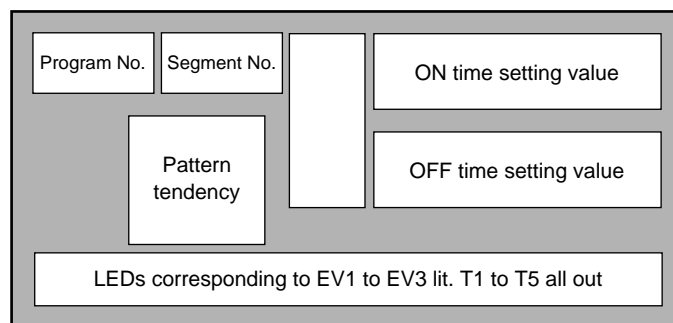 Program No.
Segment No.
ON time setting value
Pattern
tendency
OFF time setting value
LEDs corresponding to EV1 to EV3 lit. T1 to T5 all out